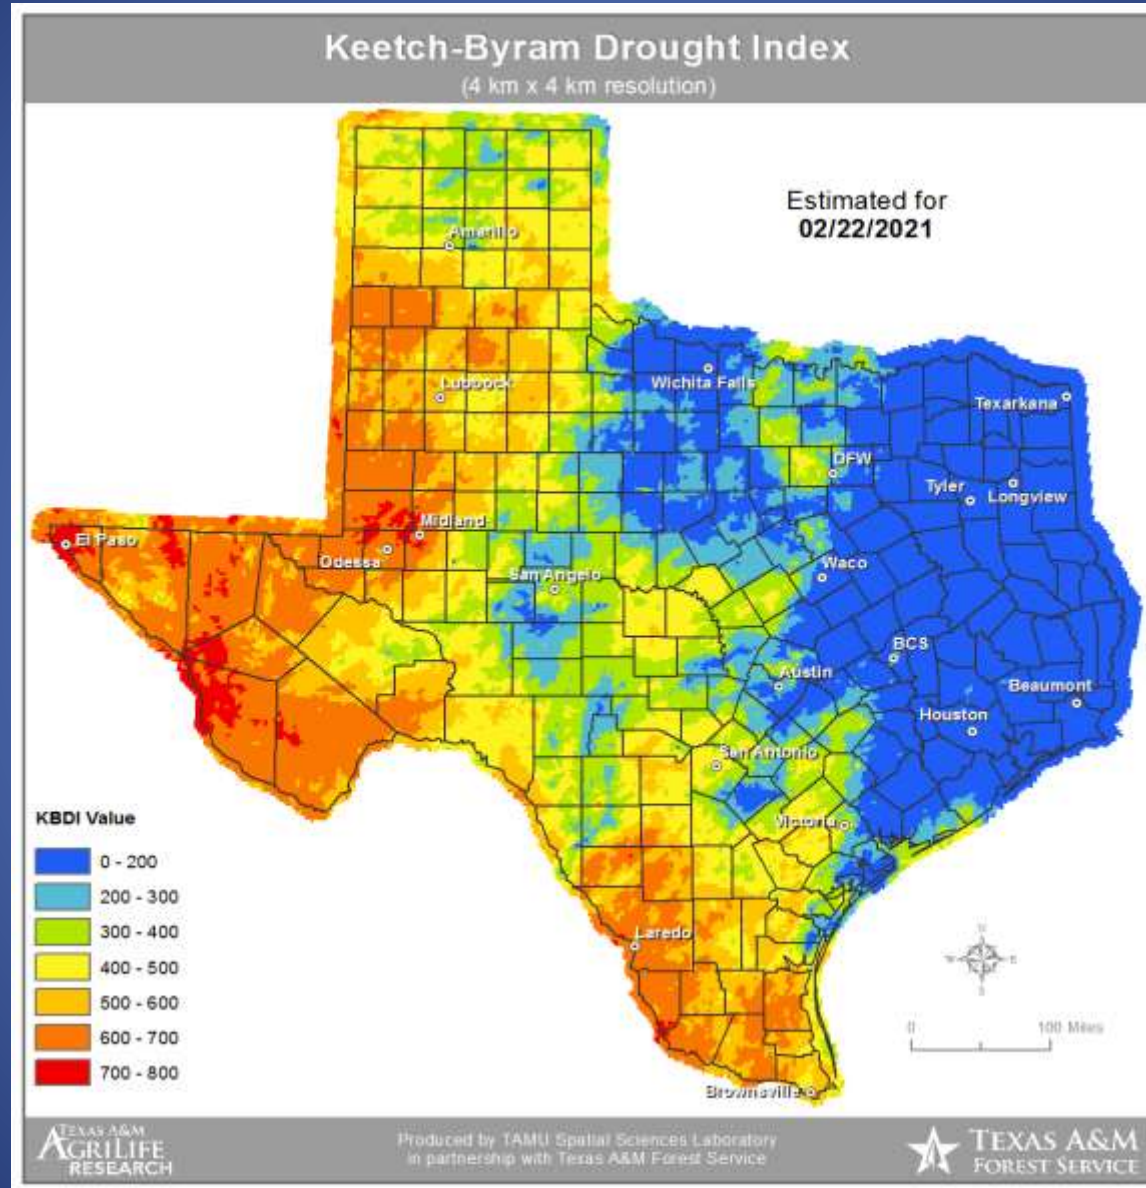 Keetch-Byram Drought Index
(4 km x 4 km resolution)
Estimated for
02/22/2021
Amarillo
Lubbock
Wichita Falls
Texarkana
DFW
Tyler
Longview
Midland
El Paso
Odessa
San Angelo
Waco
BCS
Austin
Beaumont
Houston
San Antonio
Victoria
Laredo
Brownsville
KBDI Value
0 - 200
200 - 300
300 - 400
400 - 500
500 - 600
600 - 700
700 - 800
N
W E
S
0 100 Miles
TEXAS A&M
AGRILIFE
RESEARCH
Produced by TAMU Spatial Sciences Laboratory
in partnership with Texas A&M Forest Service
TEXAS A&M
FOREST SERVICE